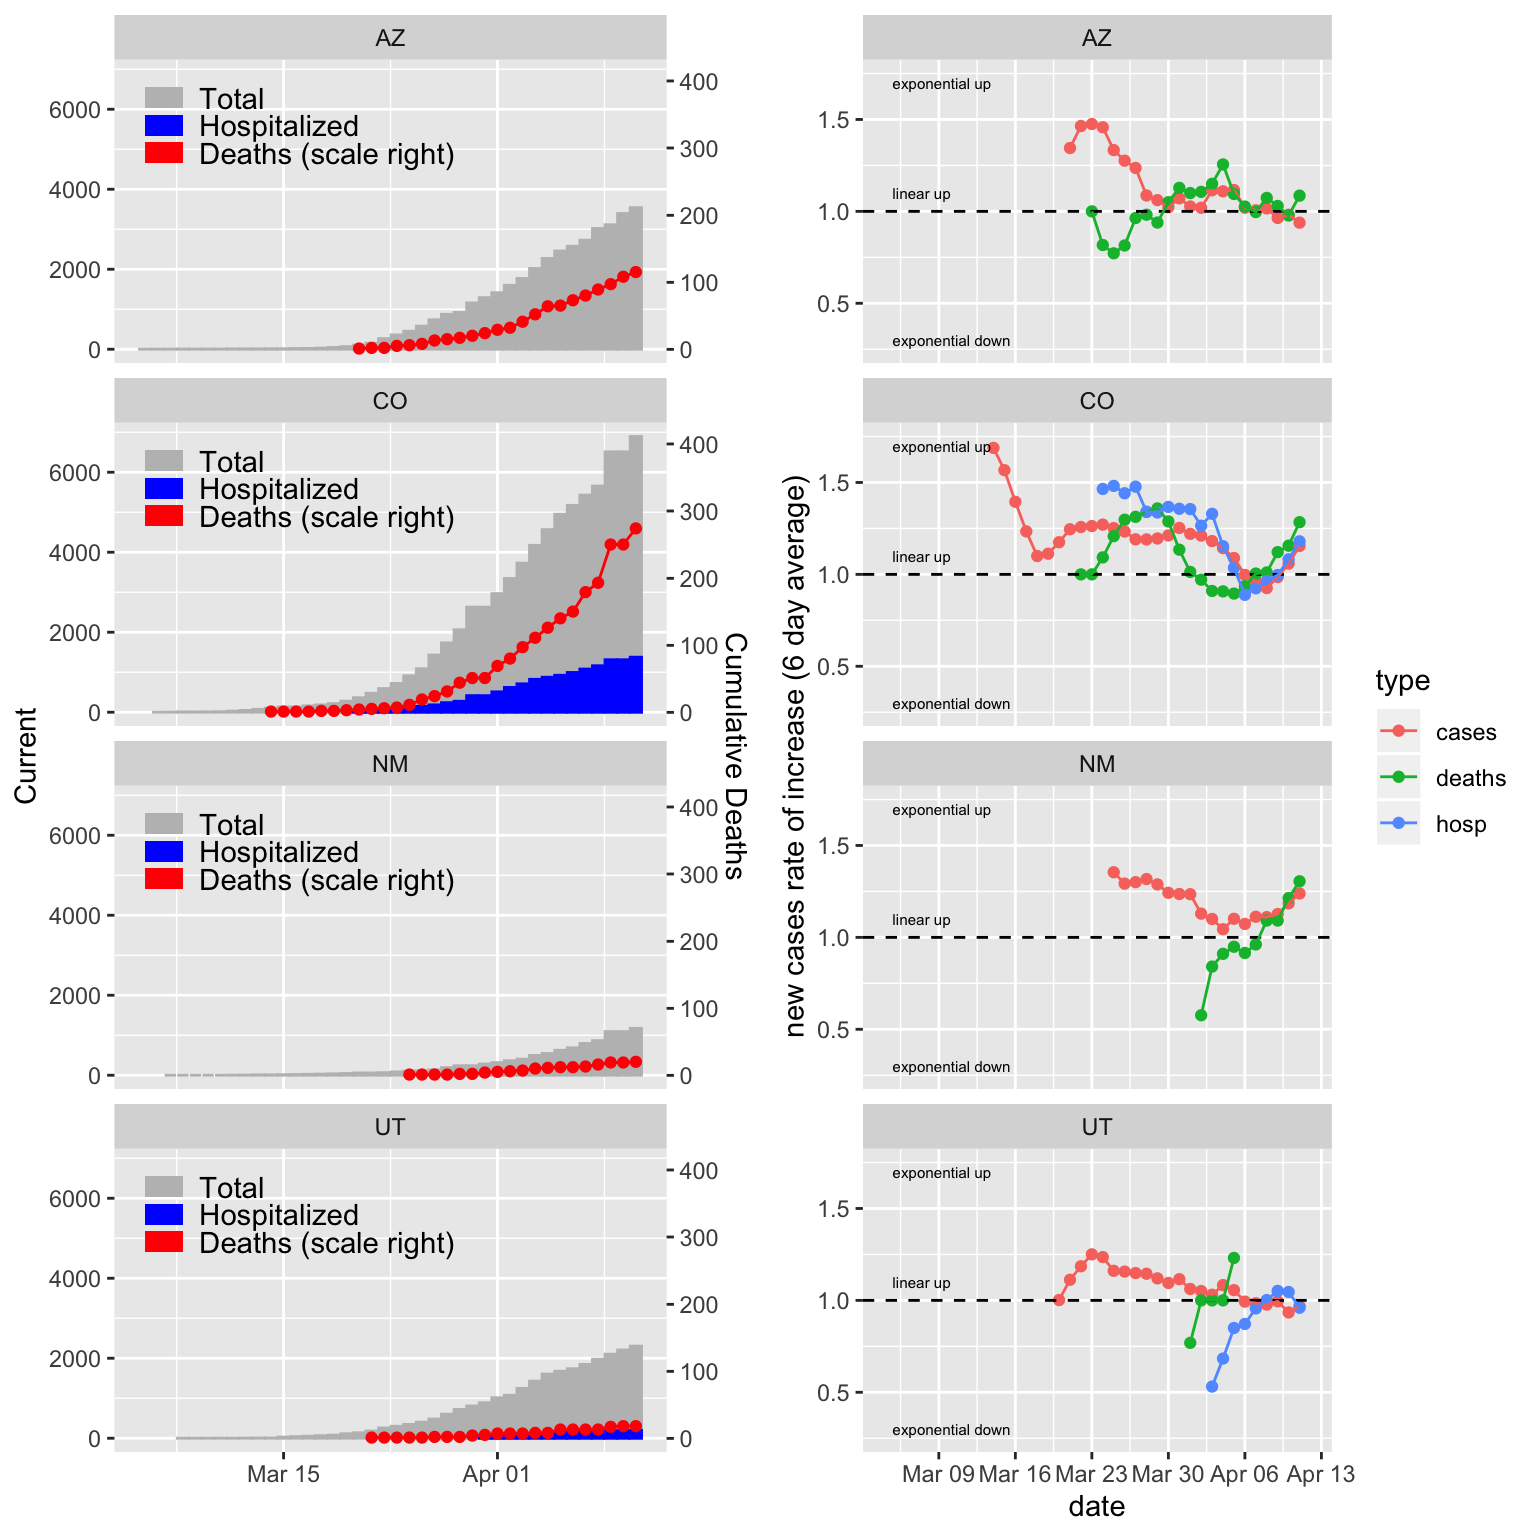 AZ
Total
Hospitalized
Deaths (scale right)
6000
4000
2000
0
400
300
200
100
0
CO
Total
Hospitalized
Deaths (scale right)
6000
4000
2000
0
400
300
200
100
0
NM
Total
Hospitalized
Deaths (scale right)
6000
4000
2000
0
400
300
200
100
0
UT
Total
Hospitalized
Deaths (scale right)
6000
4000
2000
0
400
300
200
100
0
Mar 15 Apr 01
Current
Cumulative Deaths
AZ
exponential up
linear up
exponential down
1.5
1.0
0.5
CO
exponential up
linear up
exponential down
1.5
1.0
0.5
NM
exponential up
linear up
exponential down
1.5
1.0
0.5
UT
exponential up
linear up
exponential down
1.5
1.0
0.5
Mar 09 Mar 16 Mar 23 Mar 30 Apr 06 Apr 13
date
new cases rate of increase (6 day average)
type
cases
deaths
hosp